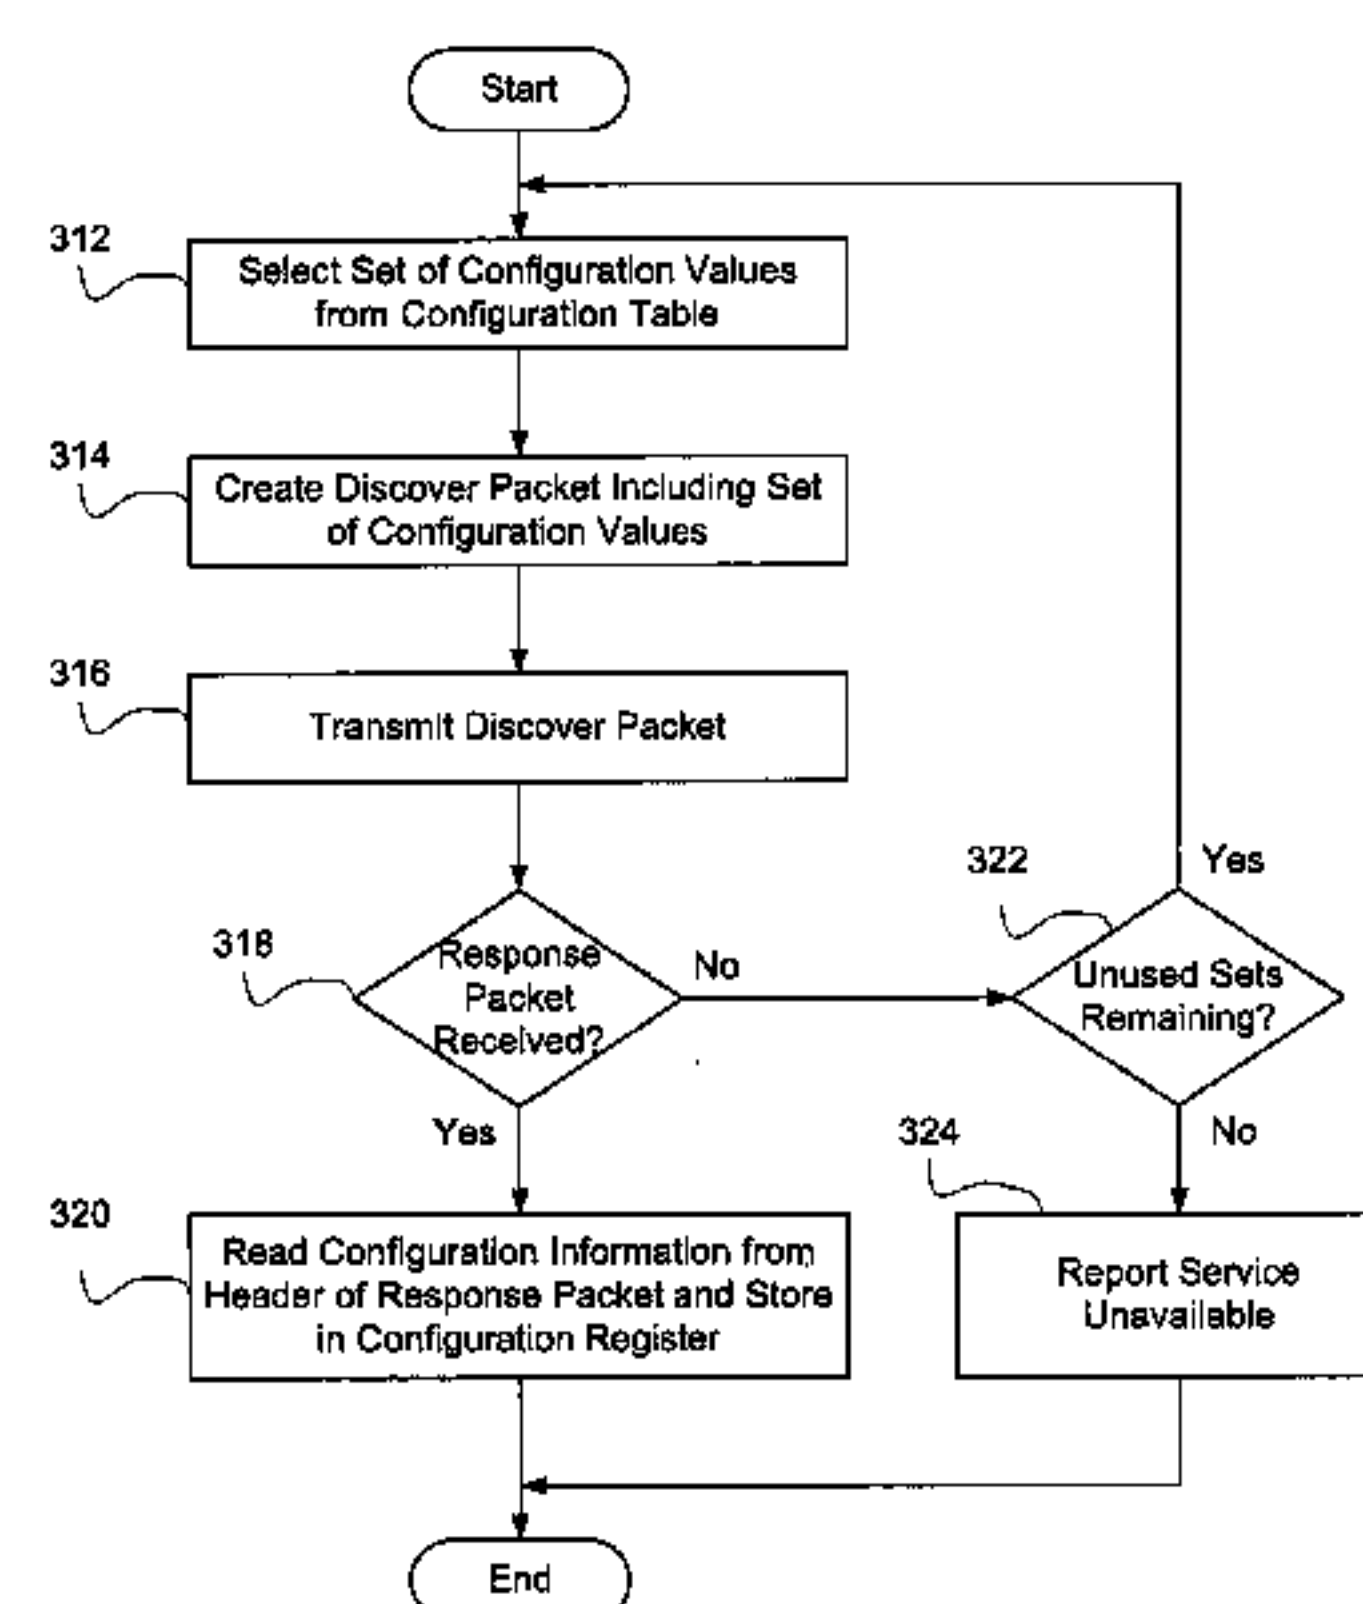 Start
312
Select Set of Configuration Values
from Configuration Table
314
Create Discover Packet Including Set
of Configuration Values
316
Transmit Discover Packet
322
Yes
318
Response
Packet
Received?
No
Unused Sets
Remaining?
Yes
324
No
320
Read Configuration Information from
Header of Response Packet and Store
in Configuration Register
Report Service
Unavailable
End